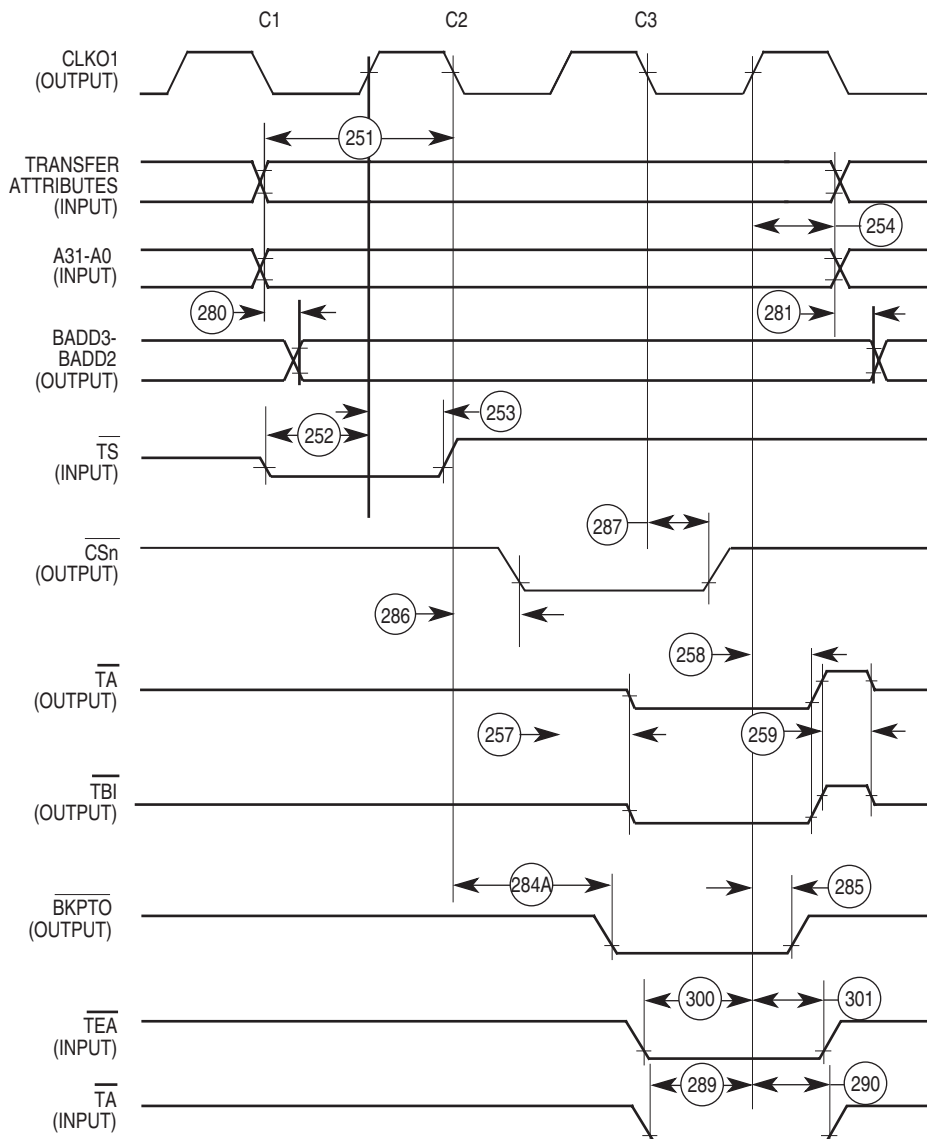 C1 C2 C3
CLKO1
(OUTPUT)
251
TRANSFER
ATTRIBUTES
(INPUT)
254
A31-A0
(INPUT)
280 281
BADD3-
BADD2
(OUTPUT)
253
252
TS
(INPUT)
287
CSn
(OUTPUT)
286
258
TA
(OUTPUT)
257 259
TBI
(OUTPUT)
284A 285
BKPTO
(OUTPUT)
300 301
TEA
(INPUT)
289 290
TA
(INPUT)